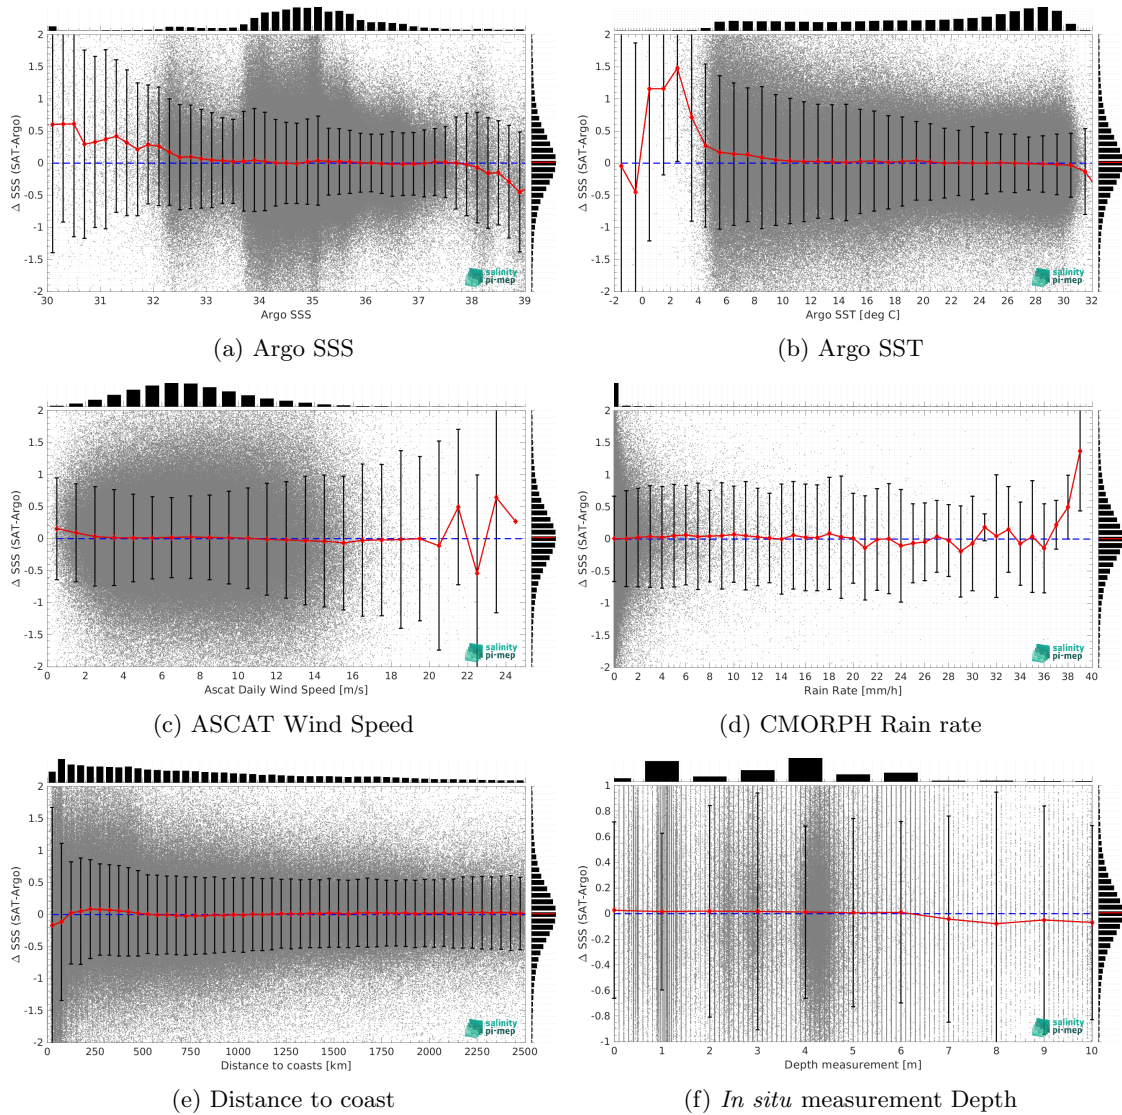 2
1.5
1
0.5
0
-0.5
-1
-1.5
-2
Δ SSS (SAT-Argo)
30 31 32 33 34 35 36 37 38 39
Argo SSS
salinity
pi-mep
(a) Argo SSS
2
1.5
1
0.5
0
-0.5
-1
-1.5
-2
Δ SSS (SAT-Argo)
-2 0 2 4 6 8 10 12 14 16 18 20 22 24 26 28 30 32
Argo SST [deg C]
salinity
pi-mep
(b) Argo SST
2
1.5
1
0.5
0
-0.5
-1
-1.5
-2
Δ SSS (SAT-Argo)
0 2 4 6 8 10 12 14 16 18 20 22 24
Ascat Daily Wind Speed [m/s]
salinity
pi-mep
(c) ASCAT Wind Speed
2
1.5
1
0.5
0
-0.5
-1
-1.5
-2
Δ SSS (SAT-Argo)
0 2 4 6 8 10 12 14 16 18 20 22 24 26 28 30 32 34 36 38 40
Rain Rate [mm/h]
salinity
pi-mep
(d) CMORPH Rain rate
2
1.5
1
0.5
0
-0.5
-1
-1.5
-2
Δ SSS (SAT-Argo)
0 250 500 750 1000 1250 1500 1750 2000 2250 2500
Distance to coasts [km]
salinity
pi-mep
(e) Distance to coast
1
0.8
0.6
0.4
0.2
0
-0.2
-0.4
-0.6
-0.8
-1
Δ SSS (SAT-Argo)
0 1 2 3 4 5 6 7 8 9 10
Depth measurement [m]
salinity
pi-mep
(f) In situ measurement Depth